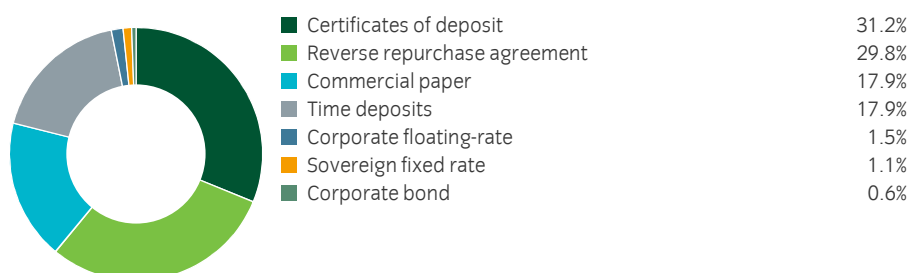 Certificates of deposit 31.2%
Reverse repurchase agreement 29.8%
Commercial paper 17.9%
Time deposits 17.9%
Corporate floating-rate 1.5%
Sovereign fixed rate 1.1%
Corporate bond 0.6%